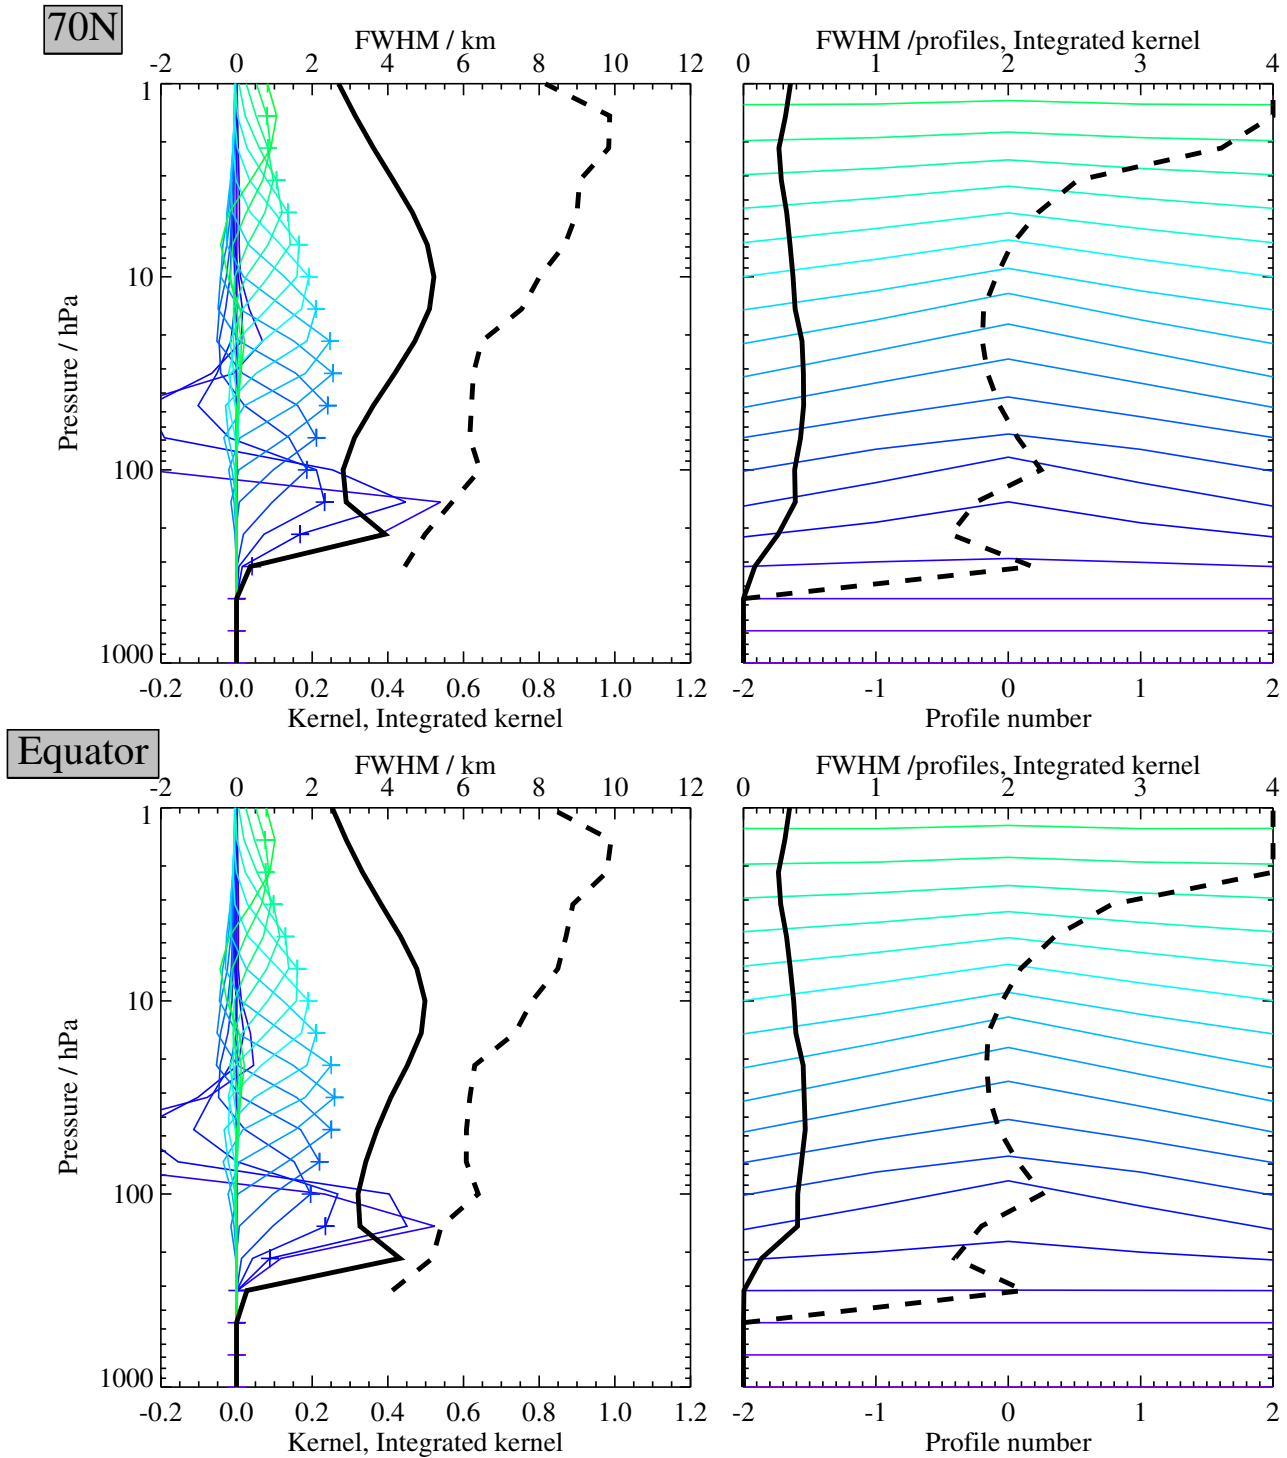 70N
FWHM / km
FWHM /profiles, Integrated kernel
-2 0 2 4 6 8 10 12
0 1 2 3 4
1
10
100
1000
Pressure / hPa
-0.2 0.0 0.2 0.4 0.6 0.8 1.0 1.2
-2 -1 0 1 2
Kernel, Integrated kernel
Profile number
Equator
FWHM / km
FWHM /profiles, Integrated kernel
-2 0 2 4 6 8 10 12
0 1 2 3 4
1
10
100
1000
Pressure / hPa
-0.2 0.0 0.2 0.4 0.6 0.8 1.0 1.2
-2 -1 0 1 2
Kernel, Integrated kernel
Profile number